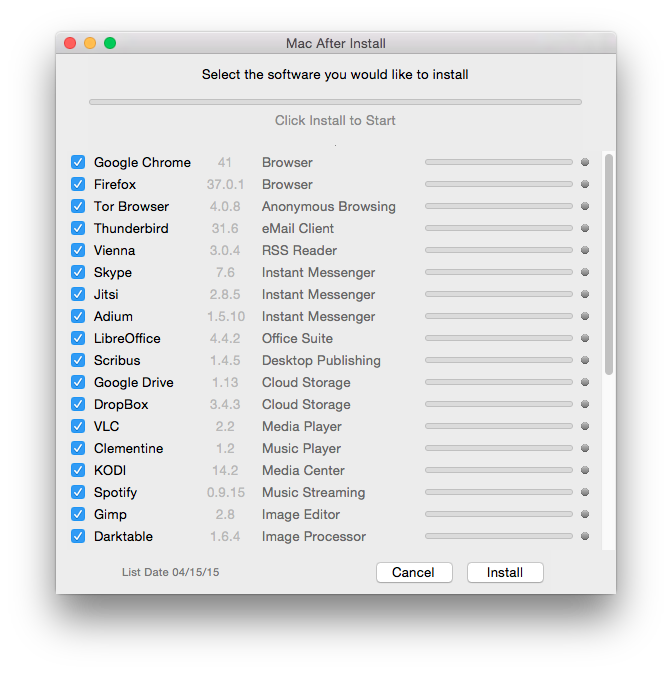 Mac After Install
Select the software you would like to install
Click Install to Start
Google Chrome 41 Browser
Firefox 37.0.1 Browser
Tor Browser 4.0.8 Anonymous Browsing
Thunderbird 31.6 eMail Client
Vienna 3.0.4 RSS Reader
Skype 7.6 Instant Messenger
Jitsi 2.8.5 Instant Messenger
Adium 1.5.10 Instant Messenger
LibreOffice 4.4.2 Office Suite
Scribus 1.4.5 Desktop Publishing
Google Drive 1.13 Cloud Storage
DropBox 3.4.3 Cloud Storage
VLC 2.2 Media Player
Clementine 1.2 Music Player
KODI 14.2 Media Center
Spotify 0.9.15 Music Streaming
Gimp 2.8 Image Editor
Darktable 1.6.4 Image Processor
List Date 04/15/15 Cancel Install